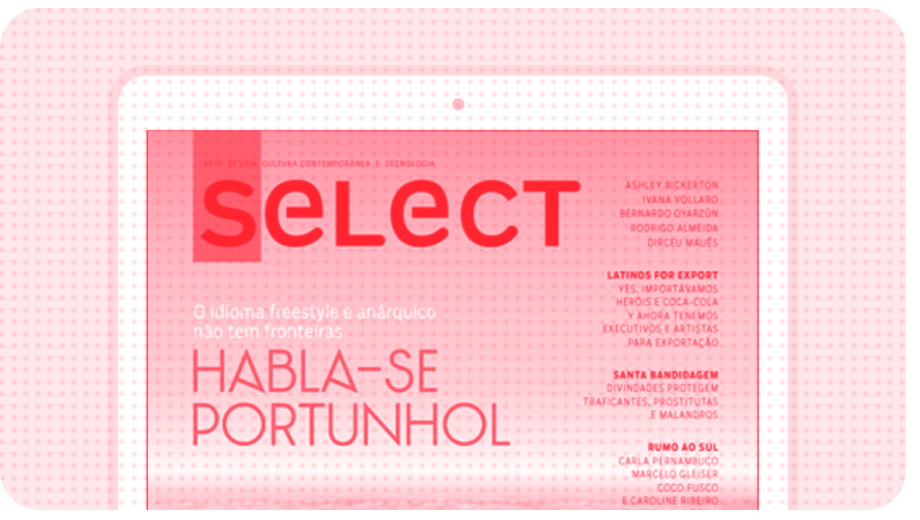 ARTE DESIGN CULTURA CONTEMPORÂNEA E TECNOLOGIA
SELECT
O idioma freestyle e anárquico
não tem fronteiras
HABLA-SE
PORTUNHOL
ASHLEY BICKERTON
IVANA VOLLARO
BERNARDO OYARZÚN
RODRIGO ALMEIDA
DIRCEU MAUÉS
LATINOS FOR EXPORT
YES, IMPORTÁVAMOS
HERÓIS E COCA-COLA
Y AHORA TENEMOS
EXECUTIVOS E ARTISTAS
PARA EXPORTAÇÃO
SANTA BANDIDAGEM
DIVINDADES PROTEGEM
TRAFICANTES, PROSTITUTAS
E MALANDROS
RUMO AO SUL
CARLA PERNAMBUCO
MARCELO GLEISER
COCO FUSCO
E CAROLINE RIBEIRO